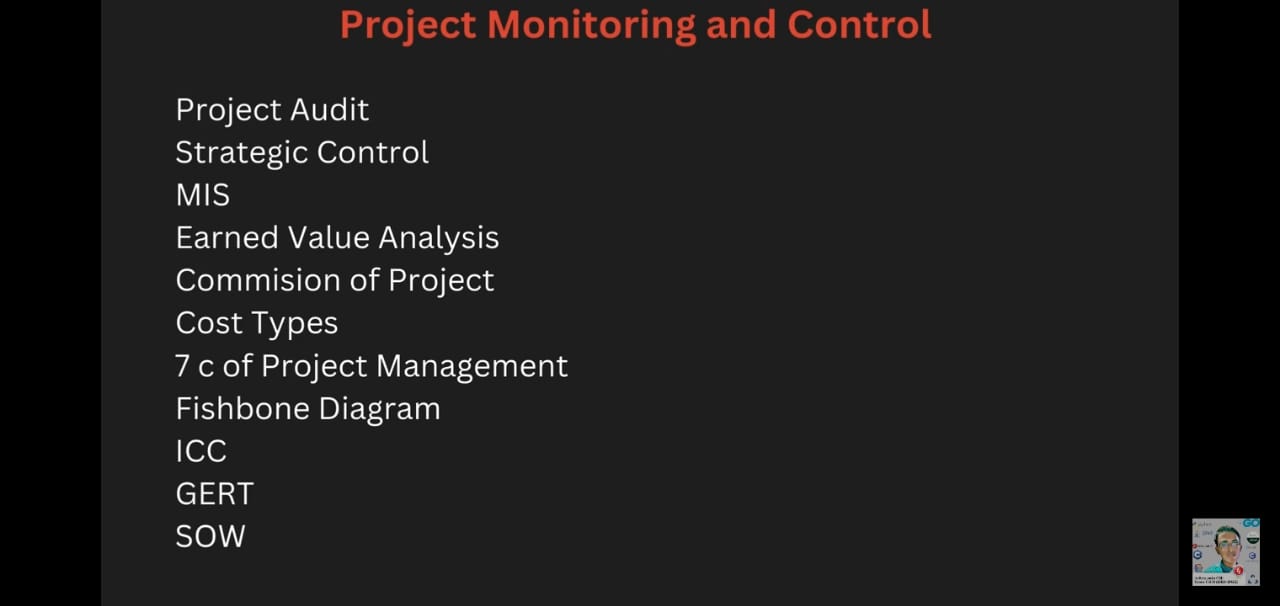 Project Monitoring and Control
Project Audit
Strategic Control
MIS
Earned Value Analysis
Commision of Project
Cost Types
7 c of Project Management
Fishbone Diagram
ICC
GERT
SOW